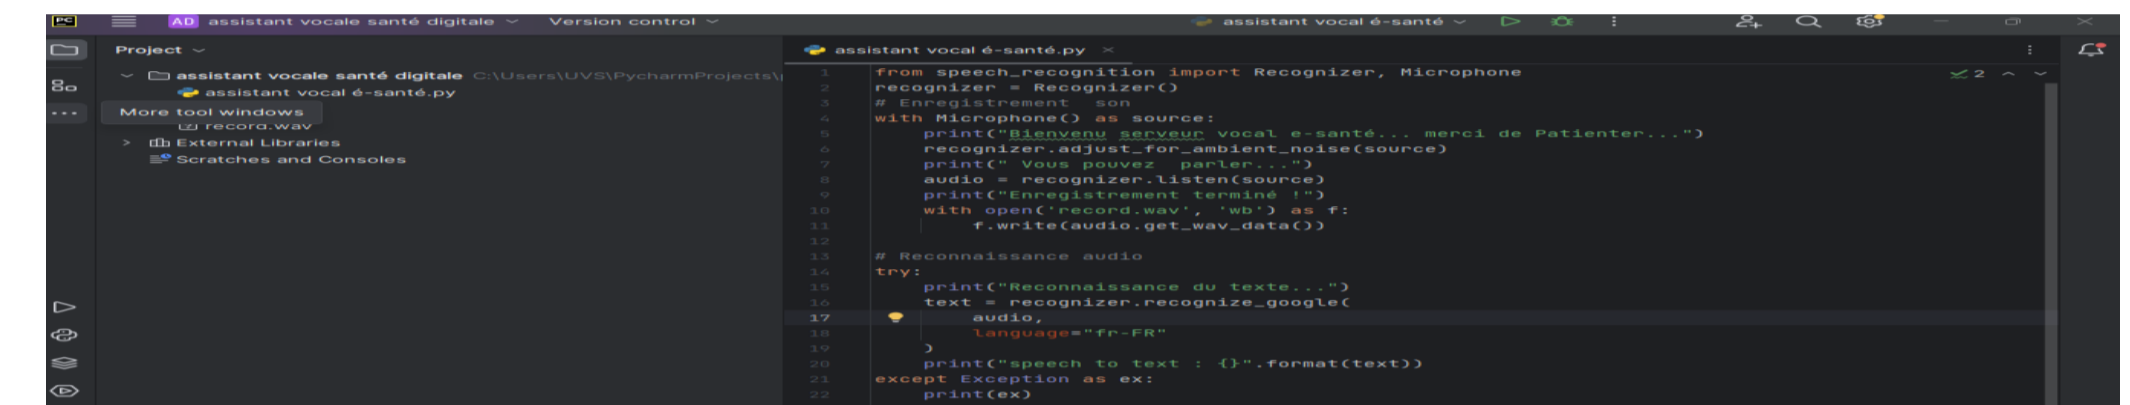 PC AD assistant vocale santé digitale Version control assistant vocal é-santé
Project
assistant vocale santé digitale C:\Users\UVS\PycharmProjects\
assistant vocal é-santé.py
More tool windows
record.wav
External Libraries
Scratches and Consoles
assistant vocal é-santé.py
2
1 from speech_recognition import Recognizer, Microphone
2 recognizer = Recognizer()
3 # Enregistrement  son
4 with Microphone() as source:
5     print("Bienvenu serveur vocal e-santé... merci de Patienter...")
6     recognizer.adjust_for_ambient_noise(source)
7     print(" Vous pouvez  parler...")
8     audio = recognizer.listen(source)
9     print("Enregistrement terminé !")
10     with open('record.wav', 'wb') as f:
11         f.write(audio.get_wav_data())
12
13 # Reconnaissance audio
14 try:
15     print("Reconnaissance du texte...")
16     text = recognizer.recognize_google(
17         audio,
18         language="fr-FR"
19     )
20     print("speech to text : {}".format(text))
21 except Exception as ex:
22     print(ex)